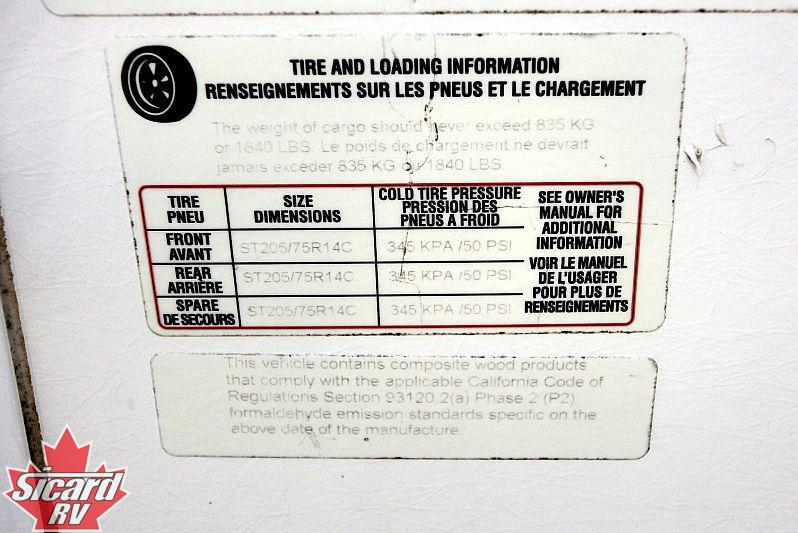 TIRE AND LOADING INFORMATION
RENSEIGNEMENTS SUR LES PNEUS ET LE CHARGEMENT
The weight of cargo should never exceed 835 KG
or 1840 LBS. Le poids de chargement ne devrait
jamais exceder 835 KG ou 1840 LBS.
TIRE
PNEU
SIZE
DIMENSIONS
COLD TIRE PRESSURE
PRESSION DES
PNEUS A FROID
SEE OWNER'S
MANUAL FOR
ADDITIONAL
INFORMATION
VOIR LE MANUEL
DE L'USAGER
POUR PLUS DE
RENSEIGNEMENTS
FRONT
AVANT
ST205/75R14C
345 KPA /50 PSI
REAR
ARRIÈRE
ST205/75R14C
345 KPA /50 PSI
SPARE
DE SECOURS
ST205/75R14C
345 KPA /50 PSI
This vehicle contains composite wood products
that comply with the applicable California Code of
Regulations Section 93120.2(a) Phase 2 (P2)
formaldehyde emission standards specific on the
above date of the manufacture.
Sicard
RV